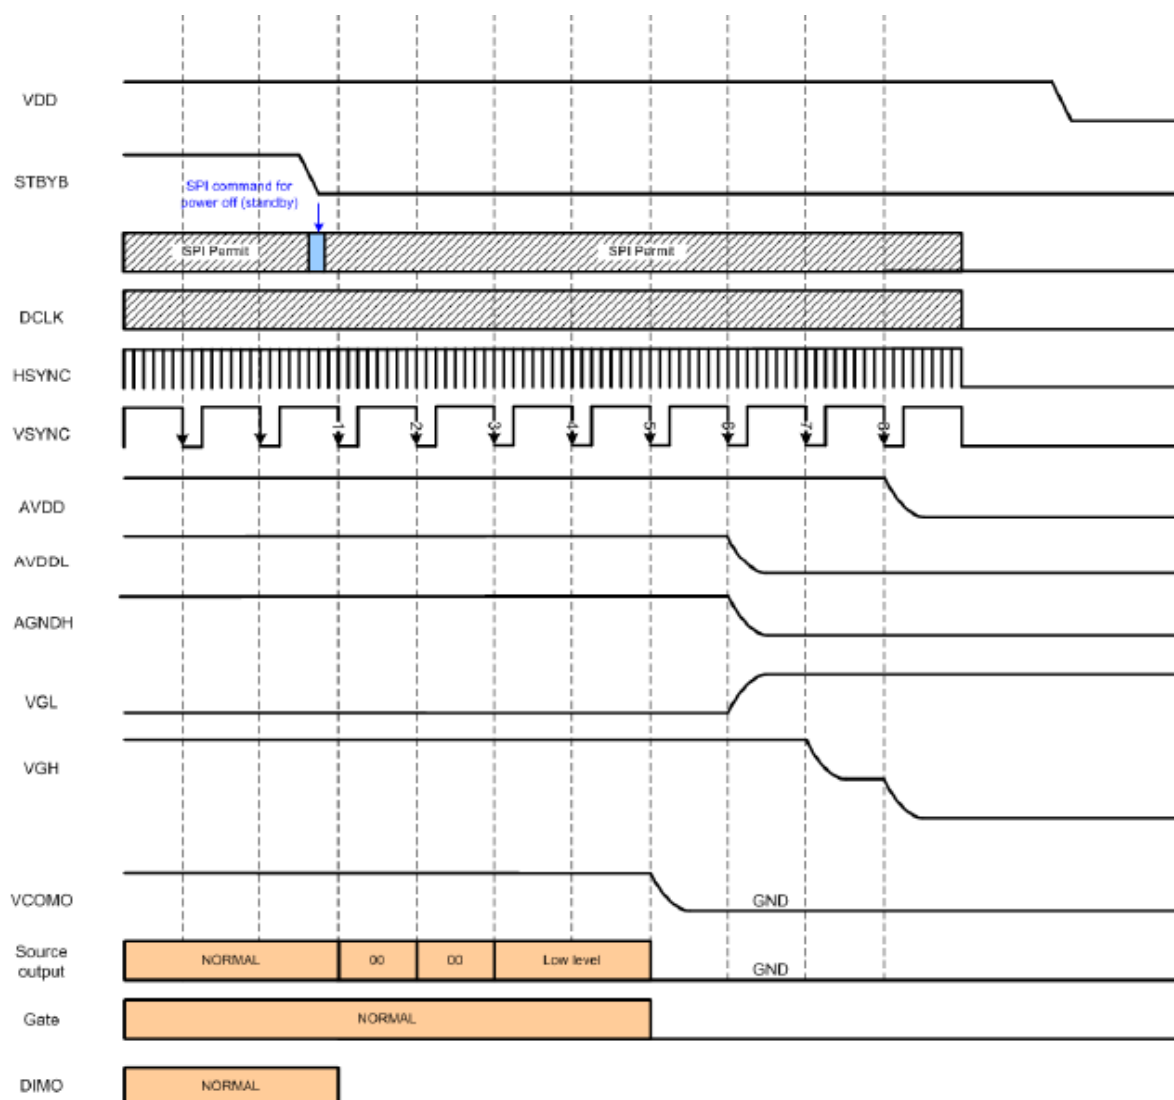 VDD
STBYB
SPI command for
power off (standby)
SPI Permit
SPI Permit
DCLK
HSYNC
VSYNC
1
2
3
4
5
6
7
8
AVDD
AVDDL
AGNDH
VGL
VGH
VCOMO
GND
Source
output
NORMAL
00
00
Low level
GND
Gate
NORMAL
DIMO
NORMAL